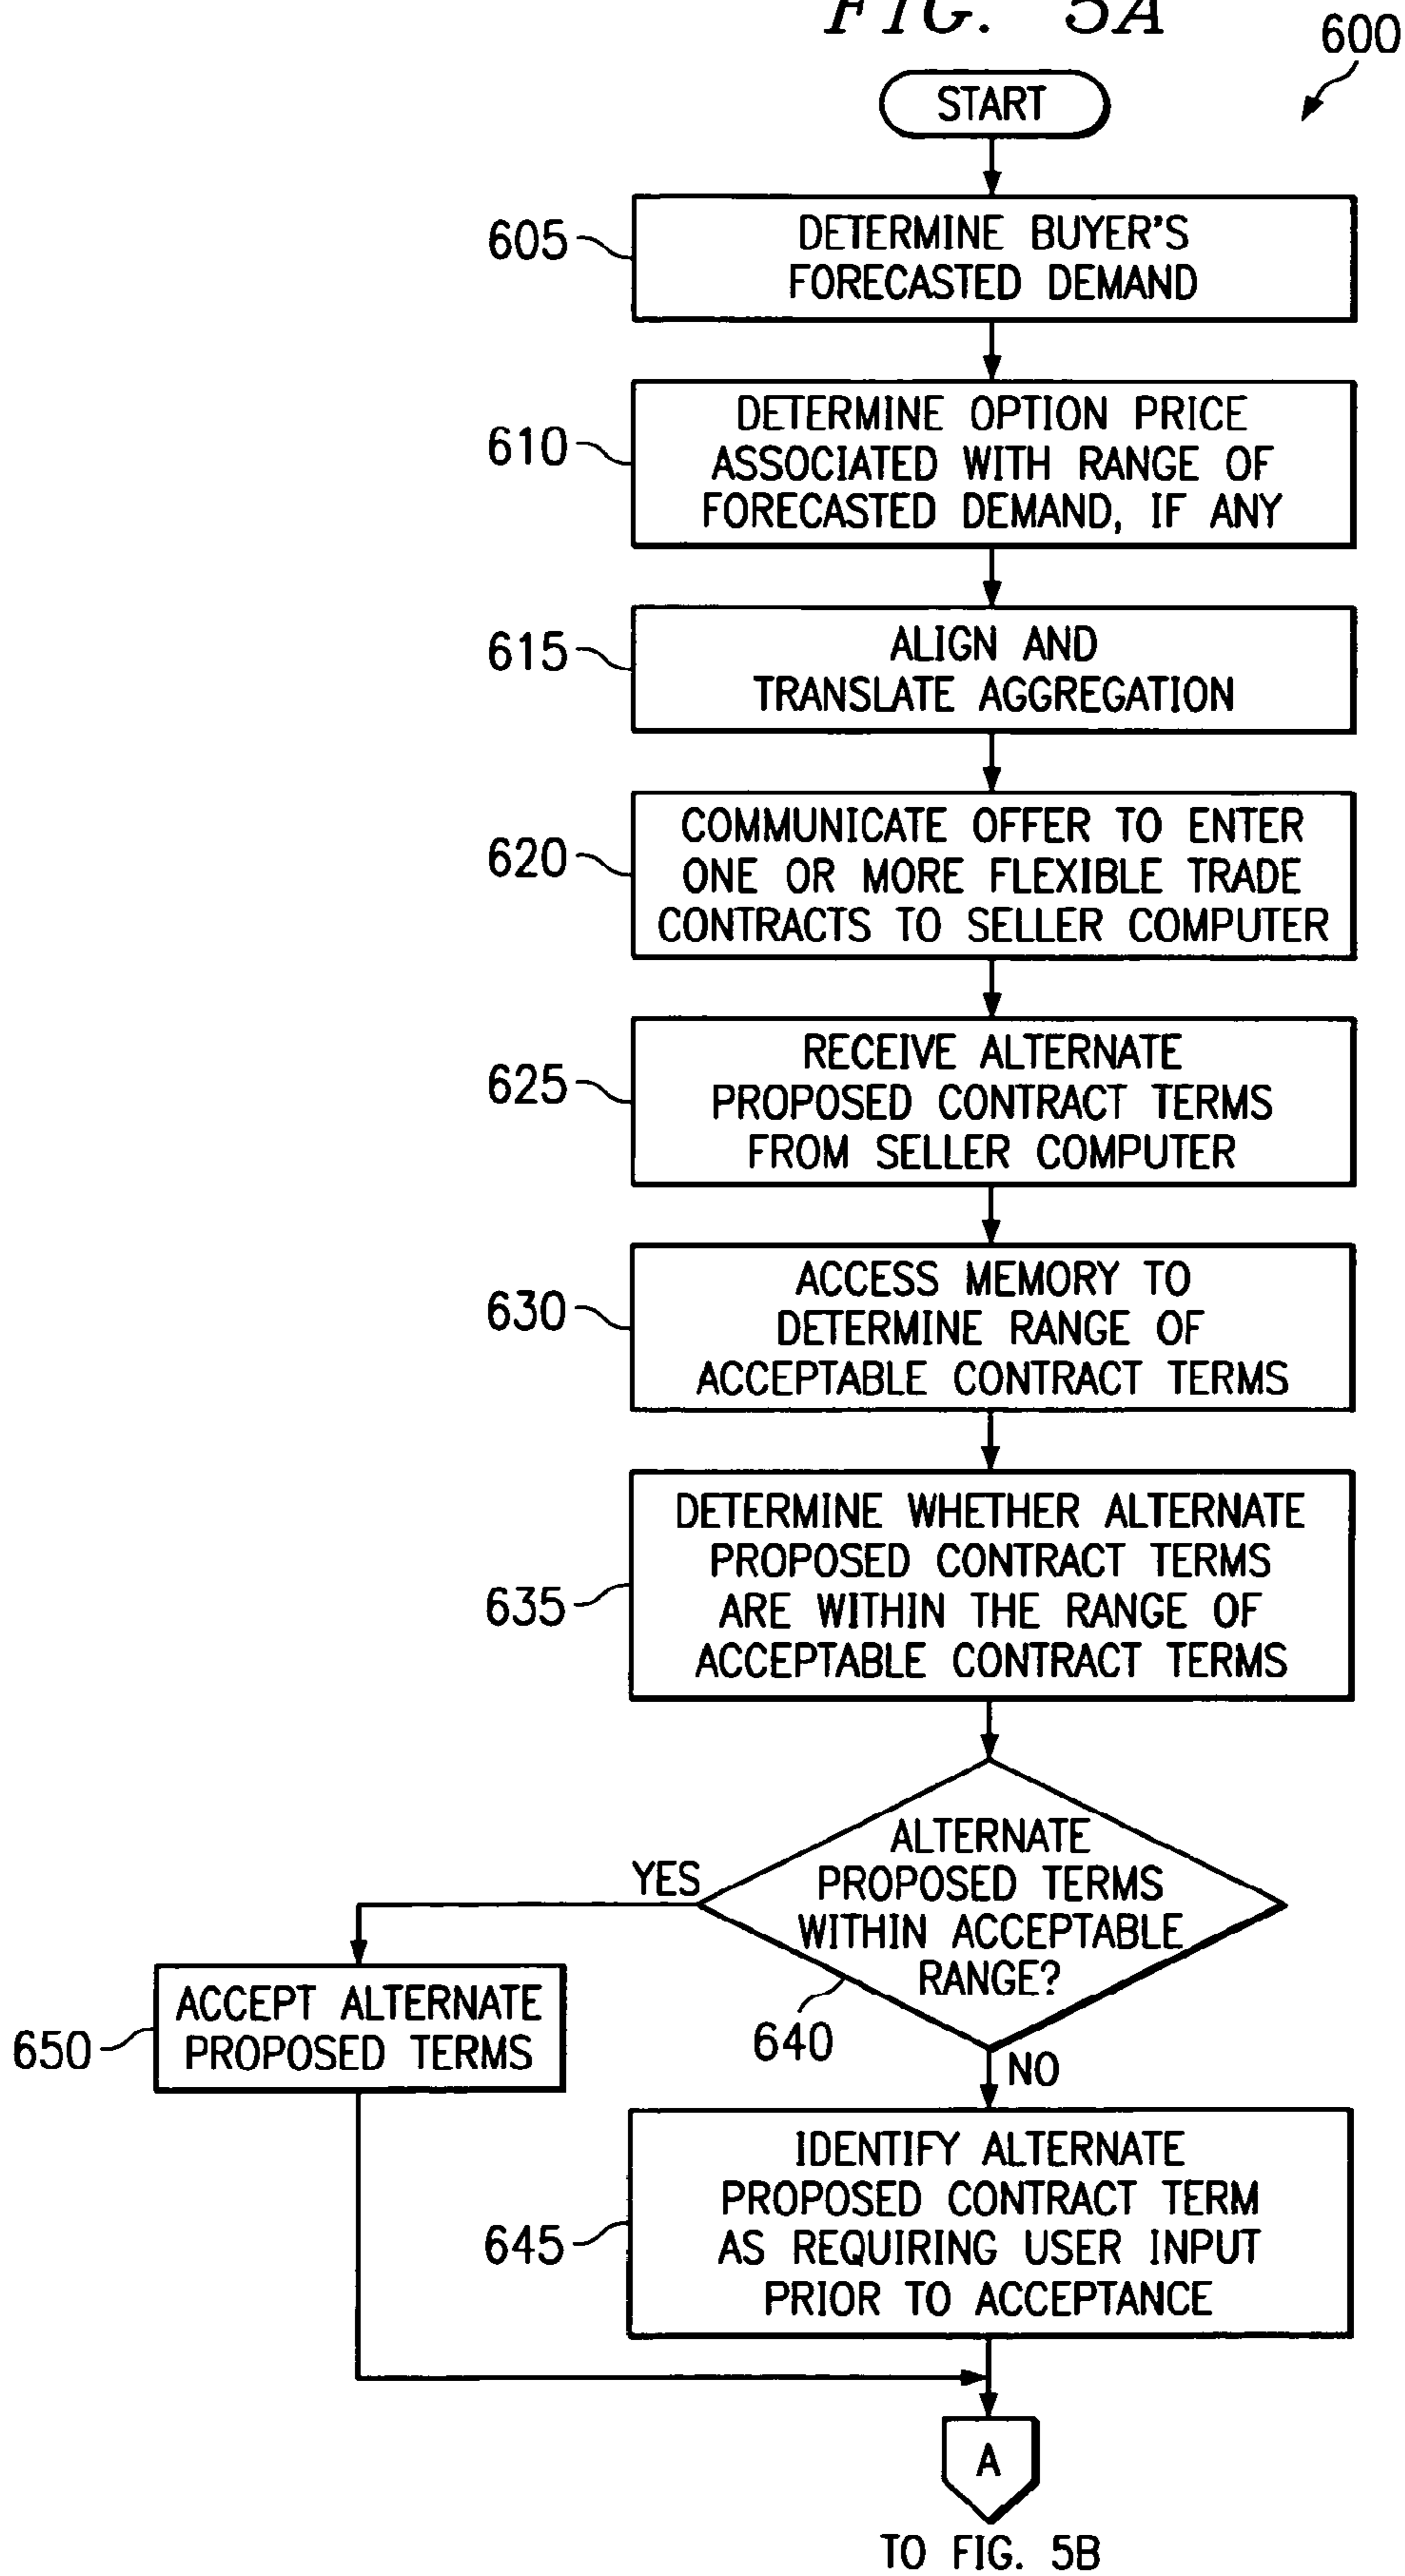 FIG. 5A
600
START
605
DETERMINE BUYER'S
FORECASTED DEMAND
610
DETERMINE OPTION PRICE
ASSOCIATED WITH RANGE OF
FORECASTED DEMAND, IF ANY
615
ALIGN AND
TRANSLATE AGGREGATION
620
COMMUNICATE OFFER TO ENTER
ONE OR MORE FLEXIBLE TRADE
CONTRACTS TO SELLER COMPUTER
625
RECEIVE ALTERNATE
PROPOSED CONTRACT TERMS
FROM SELLER COMPUTER
630
ACCESS MEMORY TO
DETERMINE RANGE OF
ACCEPTABLE CONTRACT TERMS
635
DETERMINE WHETHER ALTERNATE
PROPOSED CONTRACT TERMS
ARE WITHIN THE RANGE OF
ACCEPTABLE CONTRACT TERMS
ALTERNATE
PROPOSED TERMS
WITHIN ACCEPTABLE
RANGE?
640
YES
650
ACCEPT ALTERNATE
PROPOSED TERMS
NO
645
IDENTIFY ALTERNATE
PROPOSED CONTRACT TERM
AS REQUIRING USER INPUT
PRIOR TO ACCEPTANCE
A
TO FIG. 5B